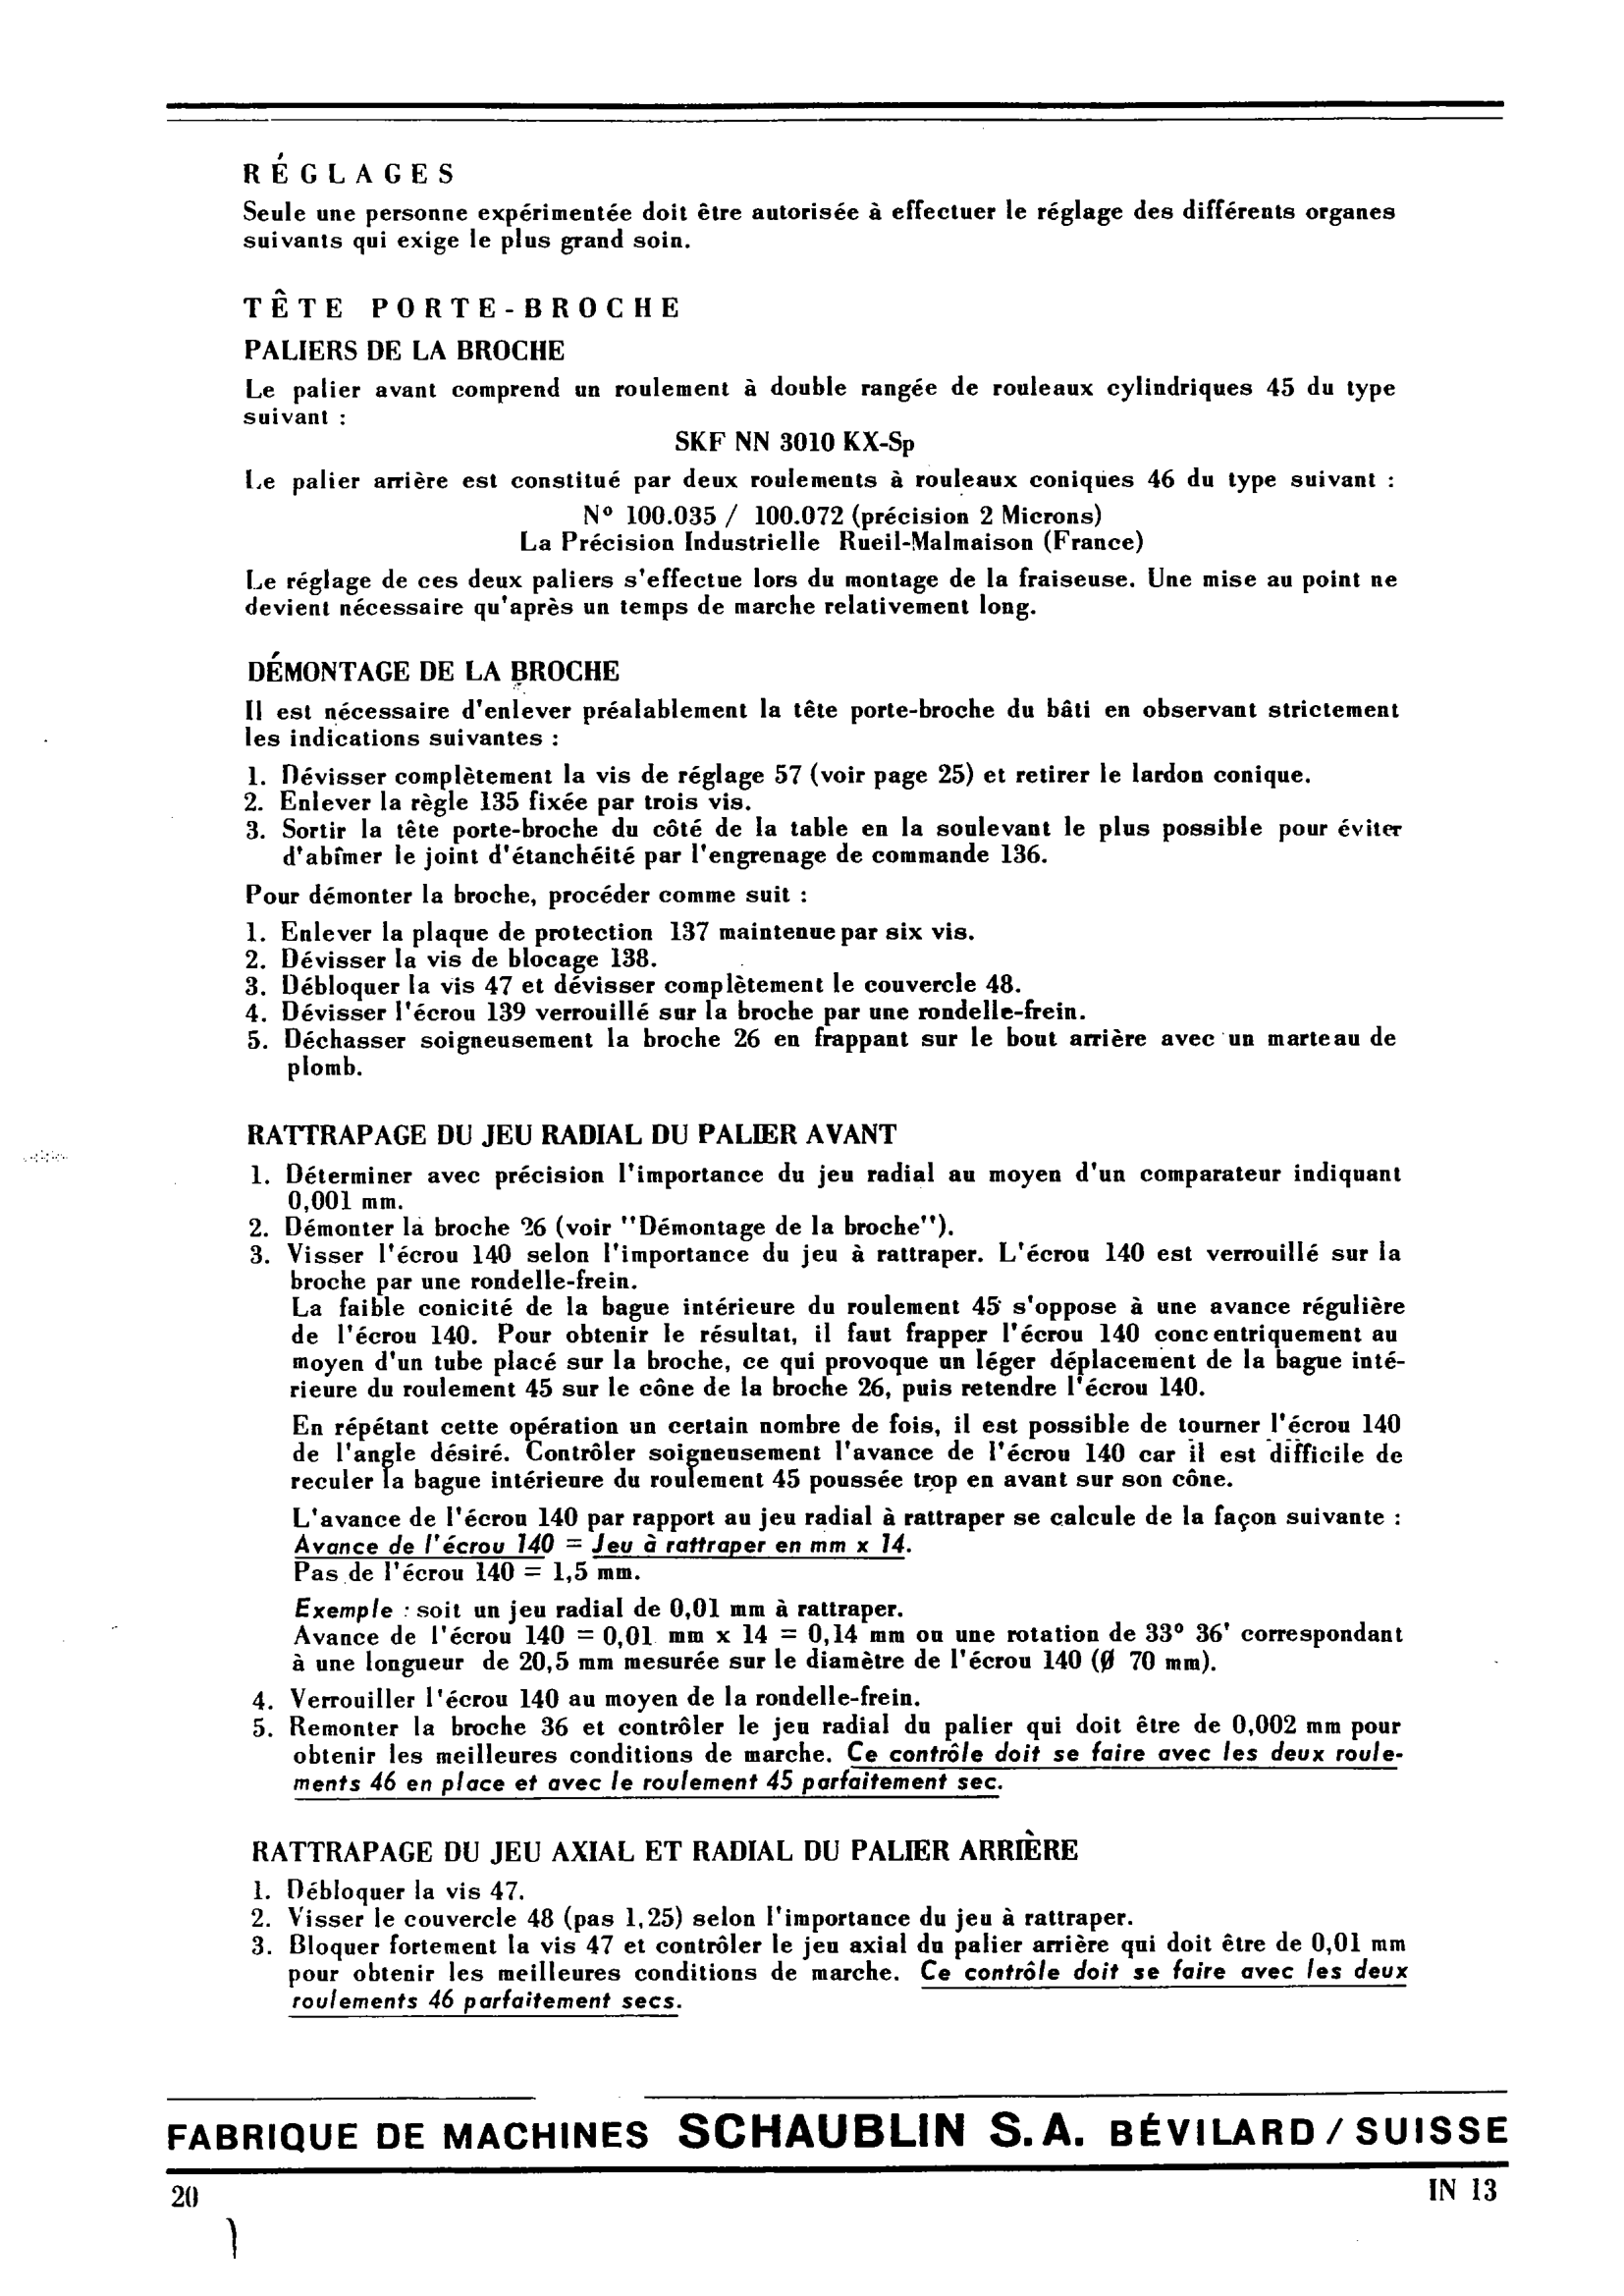 RÉGLAGES
Seule une personne expérimentée doit être autorisée à effectuer le réglage des différents organes
suivants qui exige le plus grand soin.
TÊTE PORTE-BROCHE
PALIERS DE LA BROCHE
Le palier avant comprend un roulement à double rangée de rouleaux cylindriques 45 du type
suivant :
SKF NN 3010 KX-Sp
Le palier arrière est constitué par deux roulements à rouleaux coniques 46 du type suivant :
N° 100.035 / 100.072 (précision 2 Microns)
La Précision Industrielle Rueil-Malmaison (France)
Le réglage de ces deux paliers s'effectue lors du montage de la fraiseuse. Une mise au point ne
devient nécessaire qu'après un temps de marche relativement long.
DÉMONTAGE DE LA BROCHE
Il est nécessaire d'enlever préalablement la tête porte-broche du bâti en observant strictement
les indications suivantes :
1. Dévisser complètement la vis de réglage 57 (voir page 25) et retirer le lardon conique.
2. Enlever la règle 135 fixée par trois vis.
3. Sortir la tête porte-broche du côté de la table en la soulevant le plus possible pour éviter
d'abîmer le joint d'étanchéité par l'engrenage de commande 136.
Pour démonter la broche, procéder comme suit :
1. Enlever la plaque de protection 137 maintenue par six vis.
2. Dévisser la vis de blocage 138.
3. Débloquer la vis 47 et dévisser complètement le couvercle 48.
4. Dévisser l'écrou 139 verrouillé sur la broche par une rondelle-frein.
5. Déchasser soigneusement la broche 26 en frappant sur le bout arrière avec un marteau de
plomb.
RATTRAPAGE DU JEU RADIAL DU PALIER AVANT
1. Déterminer avec précision l'importance du jeu radial au moyen d'un comparateur indiquant
0,001 mm.
2. Démonter la broche 26 (voir "Démontage de la broche").
3. Visser l'écrou 140 selon l'importance du jeu à rattraper. L'écrou 140 est verrouillé sur la
broche par une rondelle-frein.
La faible conicité de la bague intérieure du roulement 45 s'oppose à une avance régulière
de l'écrou 140. Pour obtenir le résultat, il faut frapper l'écrou 140 concentriquement au
moyen d'un tube placé sur la broche, ce qui provoque un léger déplacement de la bague inté-
rieure du roulement 45 sur le cône de la broche 26, puis retendre l'écrou 140.
En répétant cette opération un certain nombre de fois, il est possible de tourner l'écrou 140
de l'angle désiré. Contrôler soigneusement l'avance de l'écrou 140 car il est difficile de
reculer la bague intérieure du roulement 45 poussée trop en avant sur son cône.
L'avance de l'écrou 140 par rapport au jeu radial à rattraper se calcule de la façon suivante :
Avance de l'écrou 140 = Jeu à rattraper en mm x 14.
Pas de l'écrou 140 = 1,5 mm.
Exemple : soit un jeu radial de 0,01 mm à rattraper.
Avance de l'écrou 140 = 0,01 mm x 14 = 0,14 mm ou une rotation de 33° 36' correspondant
à une longueur de 20,5 mm mesurée sur le diamètre de l'écrou 140 (Ø 70 mm).
4. Verrouiller l'écrou 140 au moyen de la rondelle-frein.
5. Remonter la broche 36 et contrôler le jeu radial du palier qui doit être de 0,002 mm pour
obtenir les meilleures conditions de marche. Ce contrôle doit se faire avec les deux roule-
ments 46 en place et avec le roulement 45 parfaitement sec.
RATTRAPAGE DU JEU AXIAL ET RADIAL DU PALIER ARRIÈRE
1. Débloquer la vis 47.
2. Visser le couvercle 48 (pas 1,25) selon l'importance du jeu à rattraper.
3. Bloquer fortement la vis 47 et contrôler le jeu axial du palier arrière qui doit être de 0,01 mm
pour obtenir les meilleures conditions de marche. Ce contrôle doit se faire avec les deux
roulements 46 parfaitement secs.
FABRIQUE DE MACHINES SCHAUBLIN S.A. BÉVILARD / SUISSE
20
IN 13